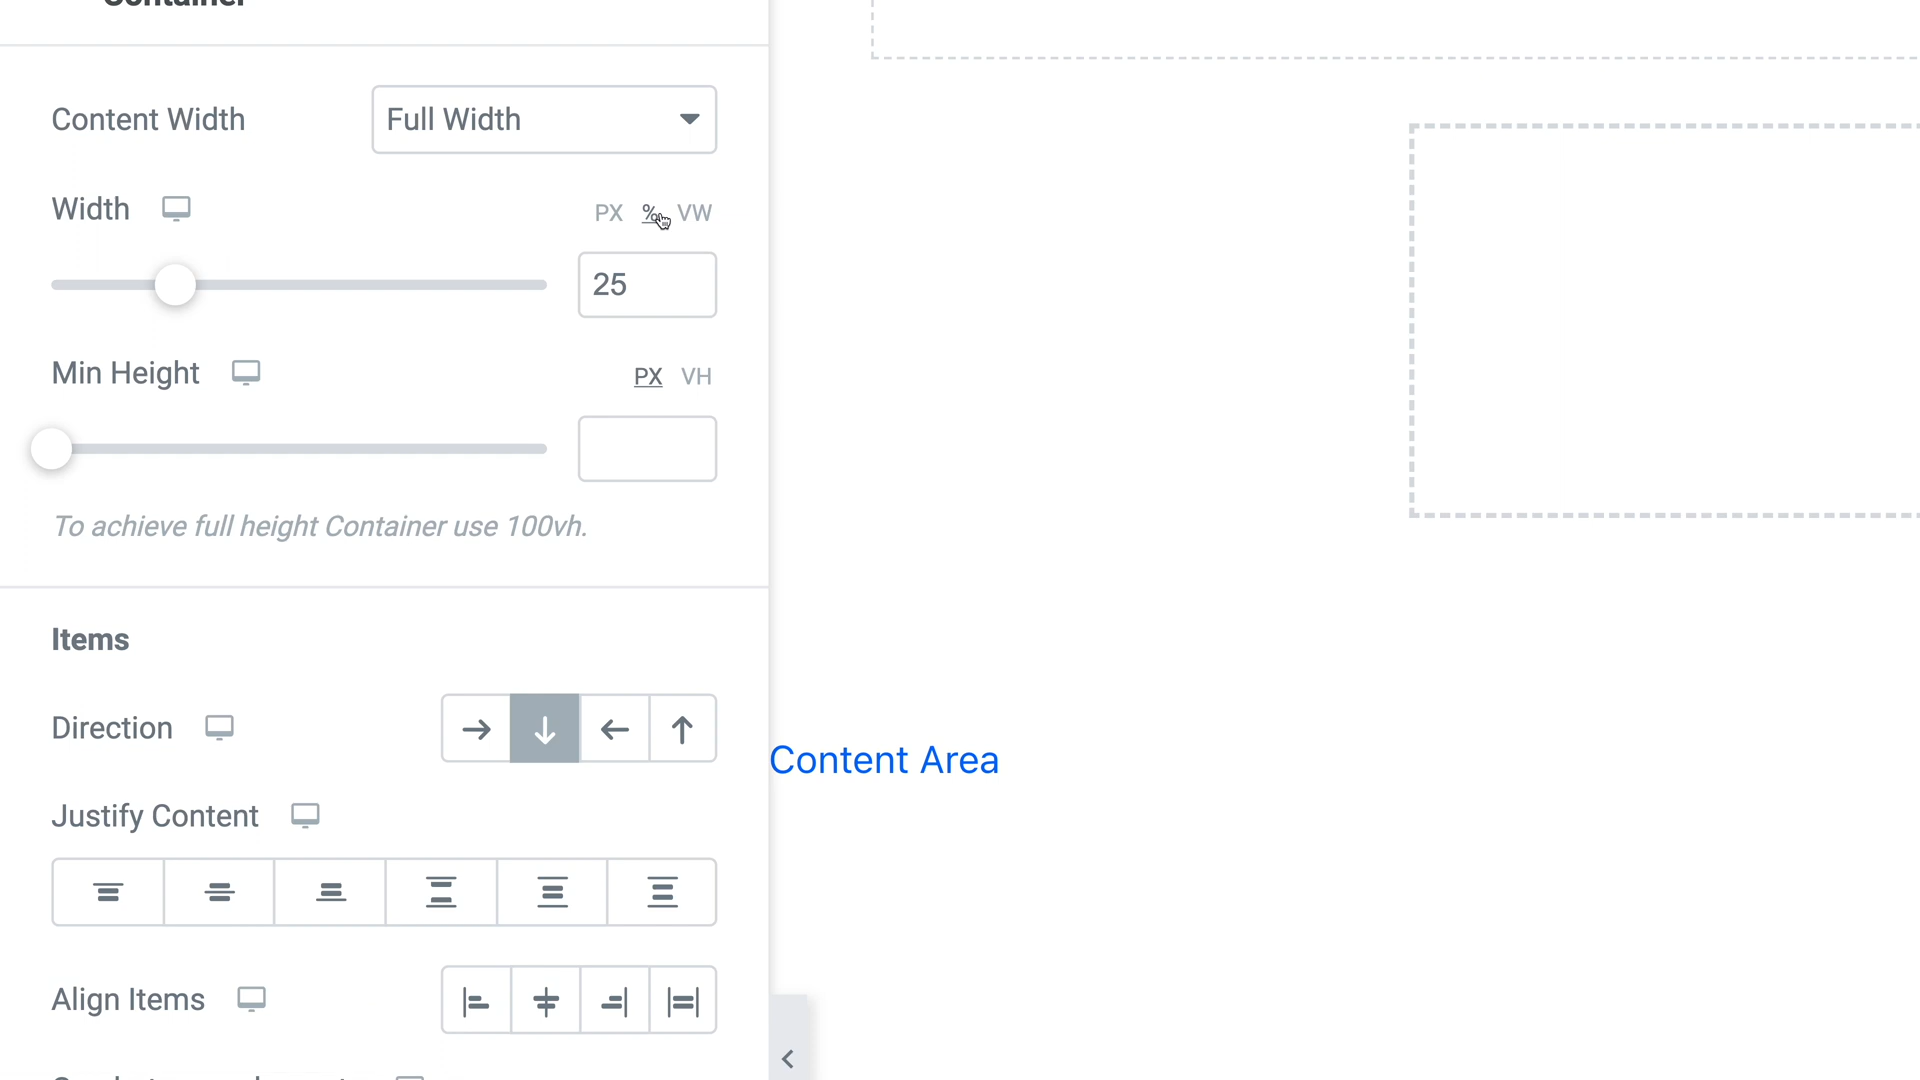 Container
Content Width
Full Width
Width
PX % VW
25
Min Height
PX VH
To achieve full height Container use 100vh.
Items
Direction
Content Area
Justify Content
Align Items